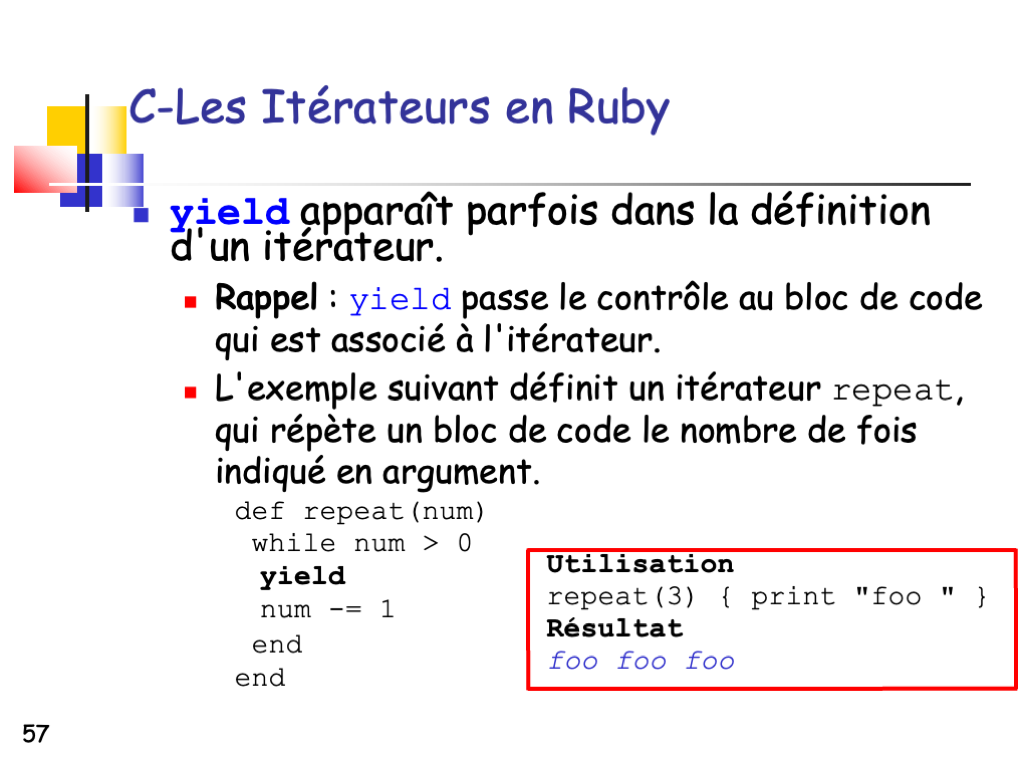 C-Les Itérateurs en Ruby
yield apparaît parfois dans la définition
d'un itérateur.
Rappel : yield passe le contrôle au bloc de code
qui est associé à l'itérateur.
L'exemple suivant définit un itérateur repeat,
qui répète un bloc de code le nombre de fois
indiqué en argument.
def repeat(num)
while num > 0
yield
num -= 1
end
end
Utilisation
repeat(3) { print "foo " }
Résultat
foo foo foo
57